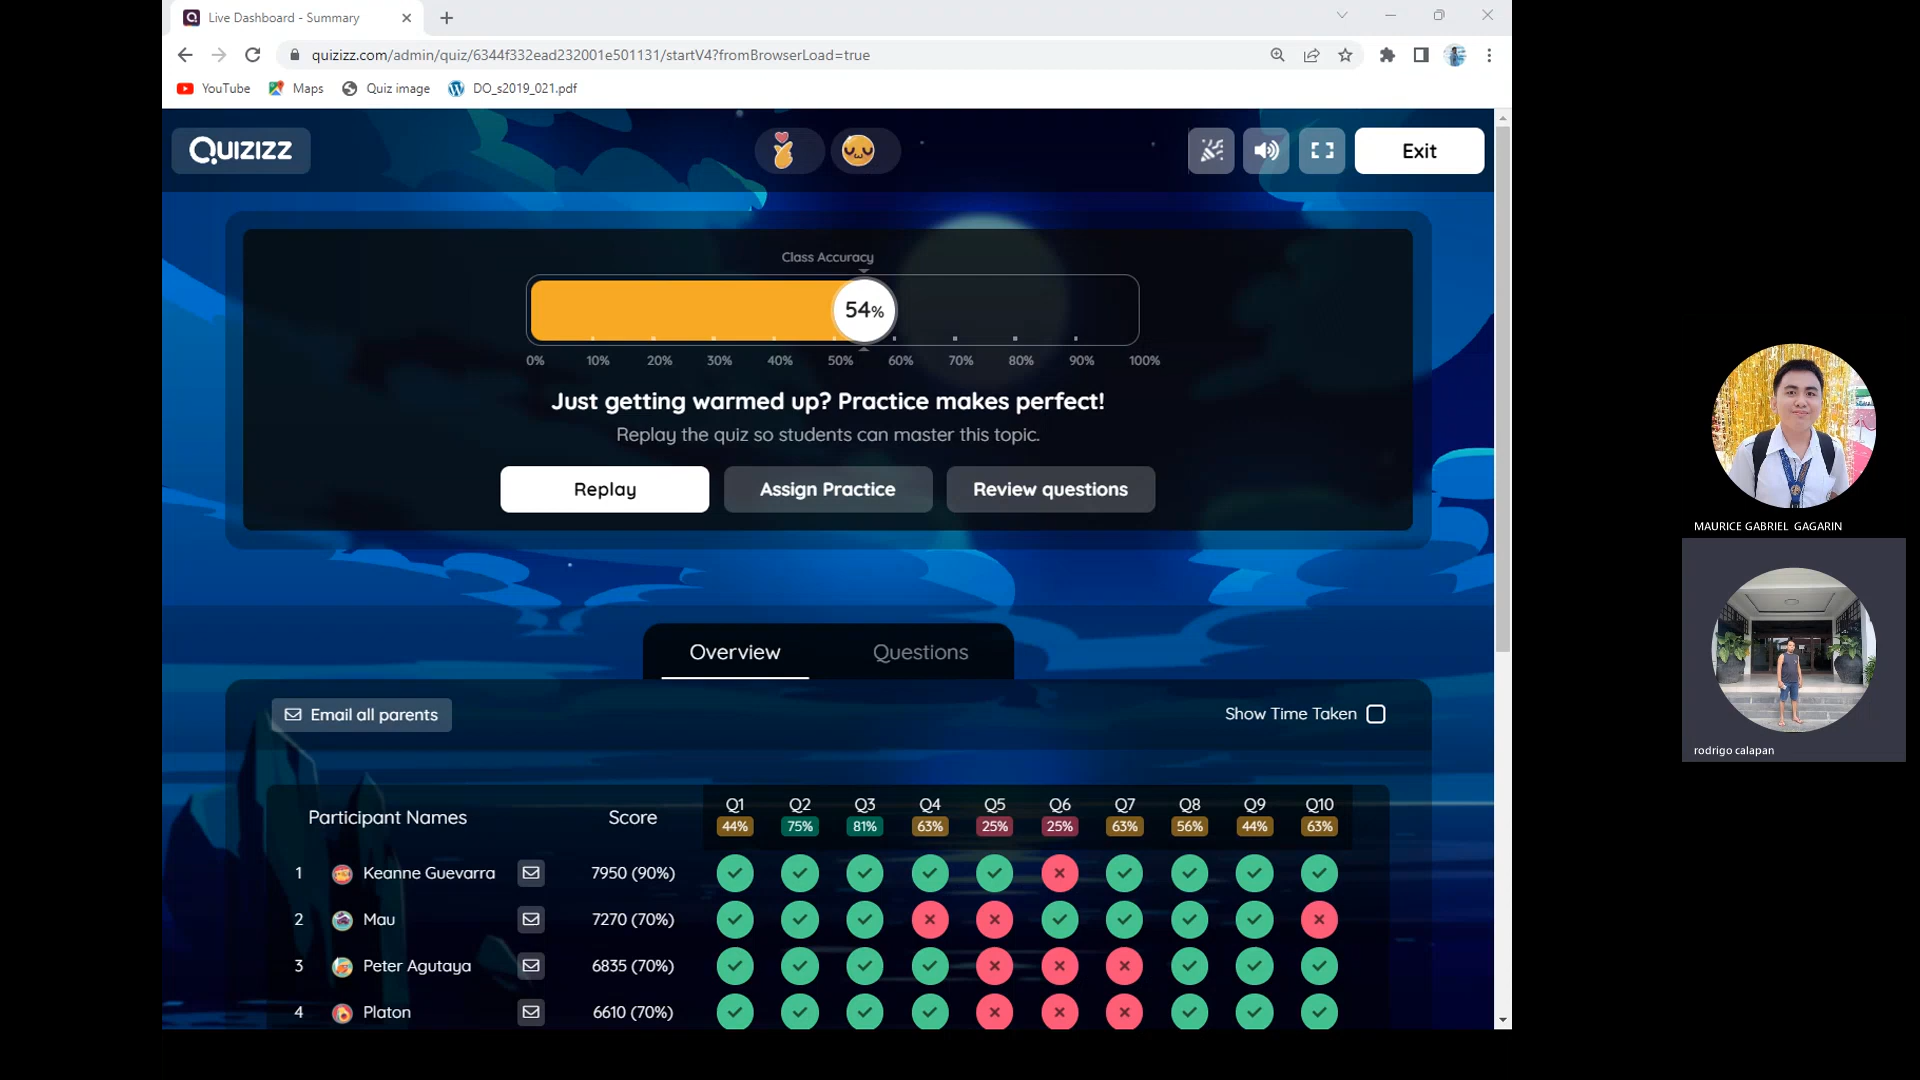 Live Dashboard - Summary
quizizz.com/admin/quiz/6344f332ead232001e501131/startV4?fromBrowserLoad=true
YouTube Maps Quiz image DO_s2019_021.pdf
Quizizz Exit
Class Accuracy
54%
0% 10% 20% 30% 40% 50% 60% 70% 80% 90% 100%
Just getting warmed up? Practice makes perfect!
Replay the quiz so students can master this topic.
Replay Assign Practice Review questions
Overview Questions
Email all parents Show Time Taken
Participant Names Score Q1 Q2 Q3 Q4 Q5 Q6 Q7 Q8 Q9 Q10
44% 75% 81% 63% 25% 25% 63% 56% 44% 63%
1 Keanne Guevarra 7950 (90%)
2 Mau 7270 (70%)
3 Peter Agutaya 6835 (70%)
4 Platon 6610 (70%)
MAURICE GABRIEL GAGARIN
rodrigo calapan